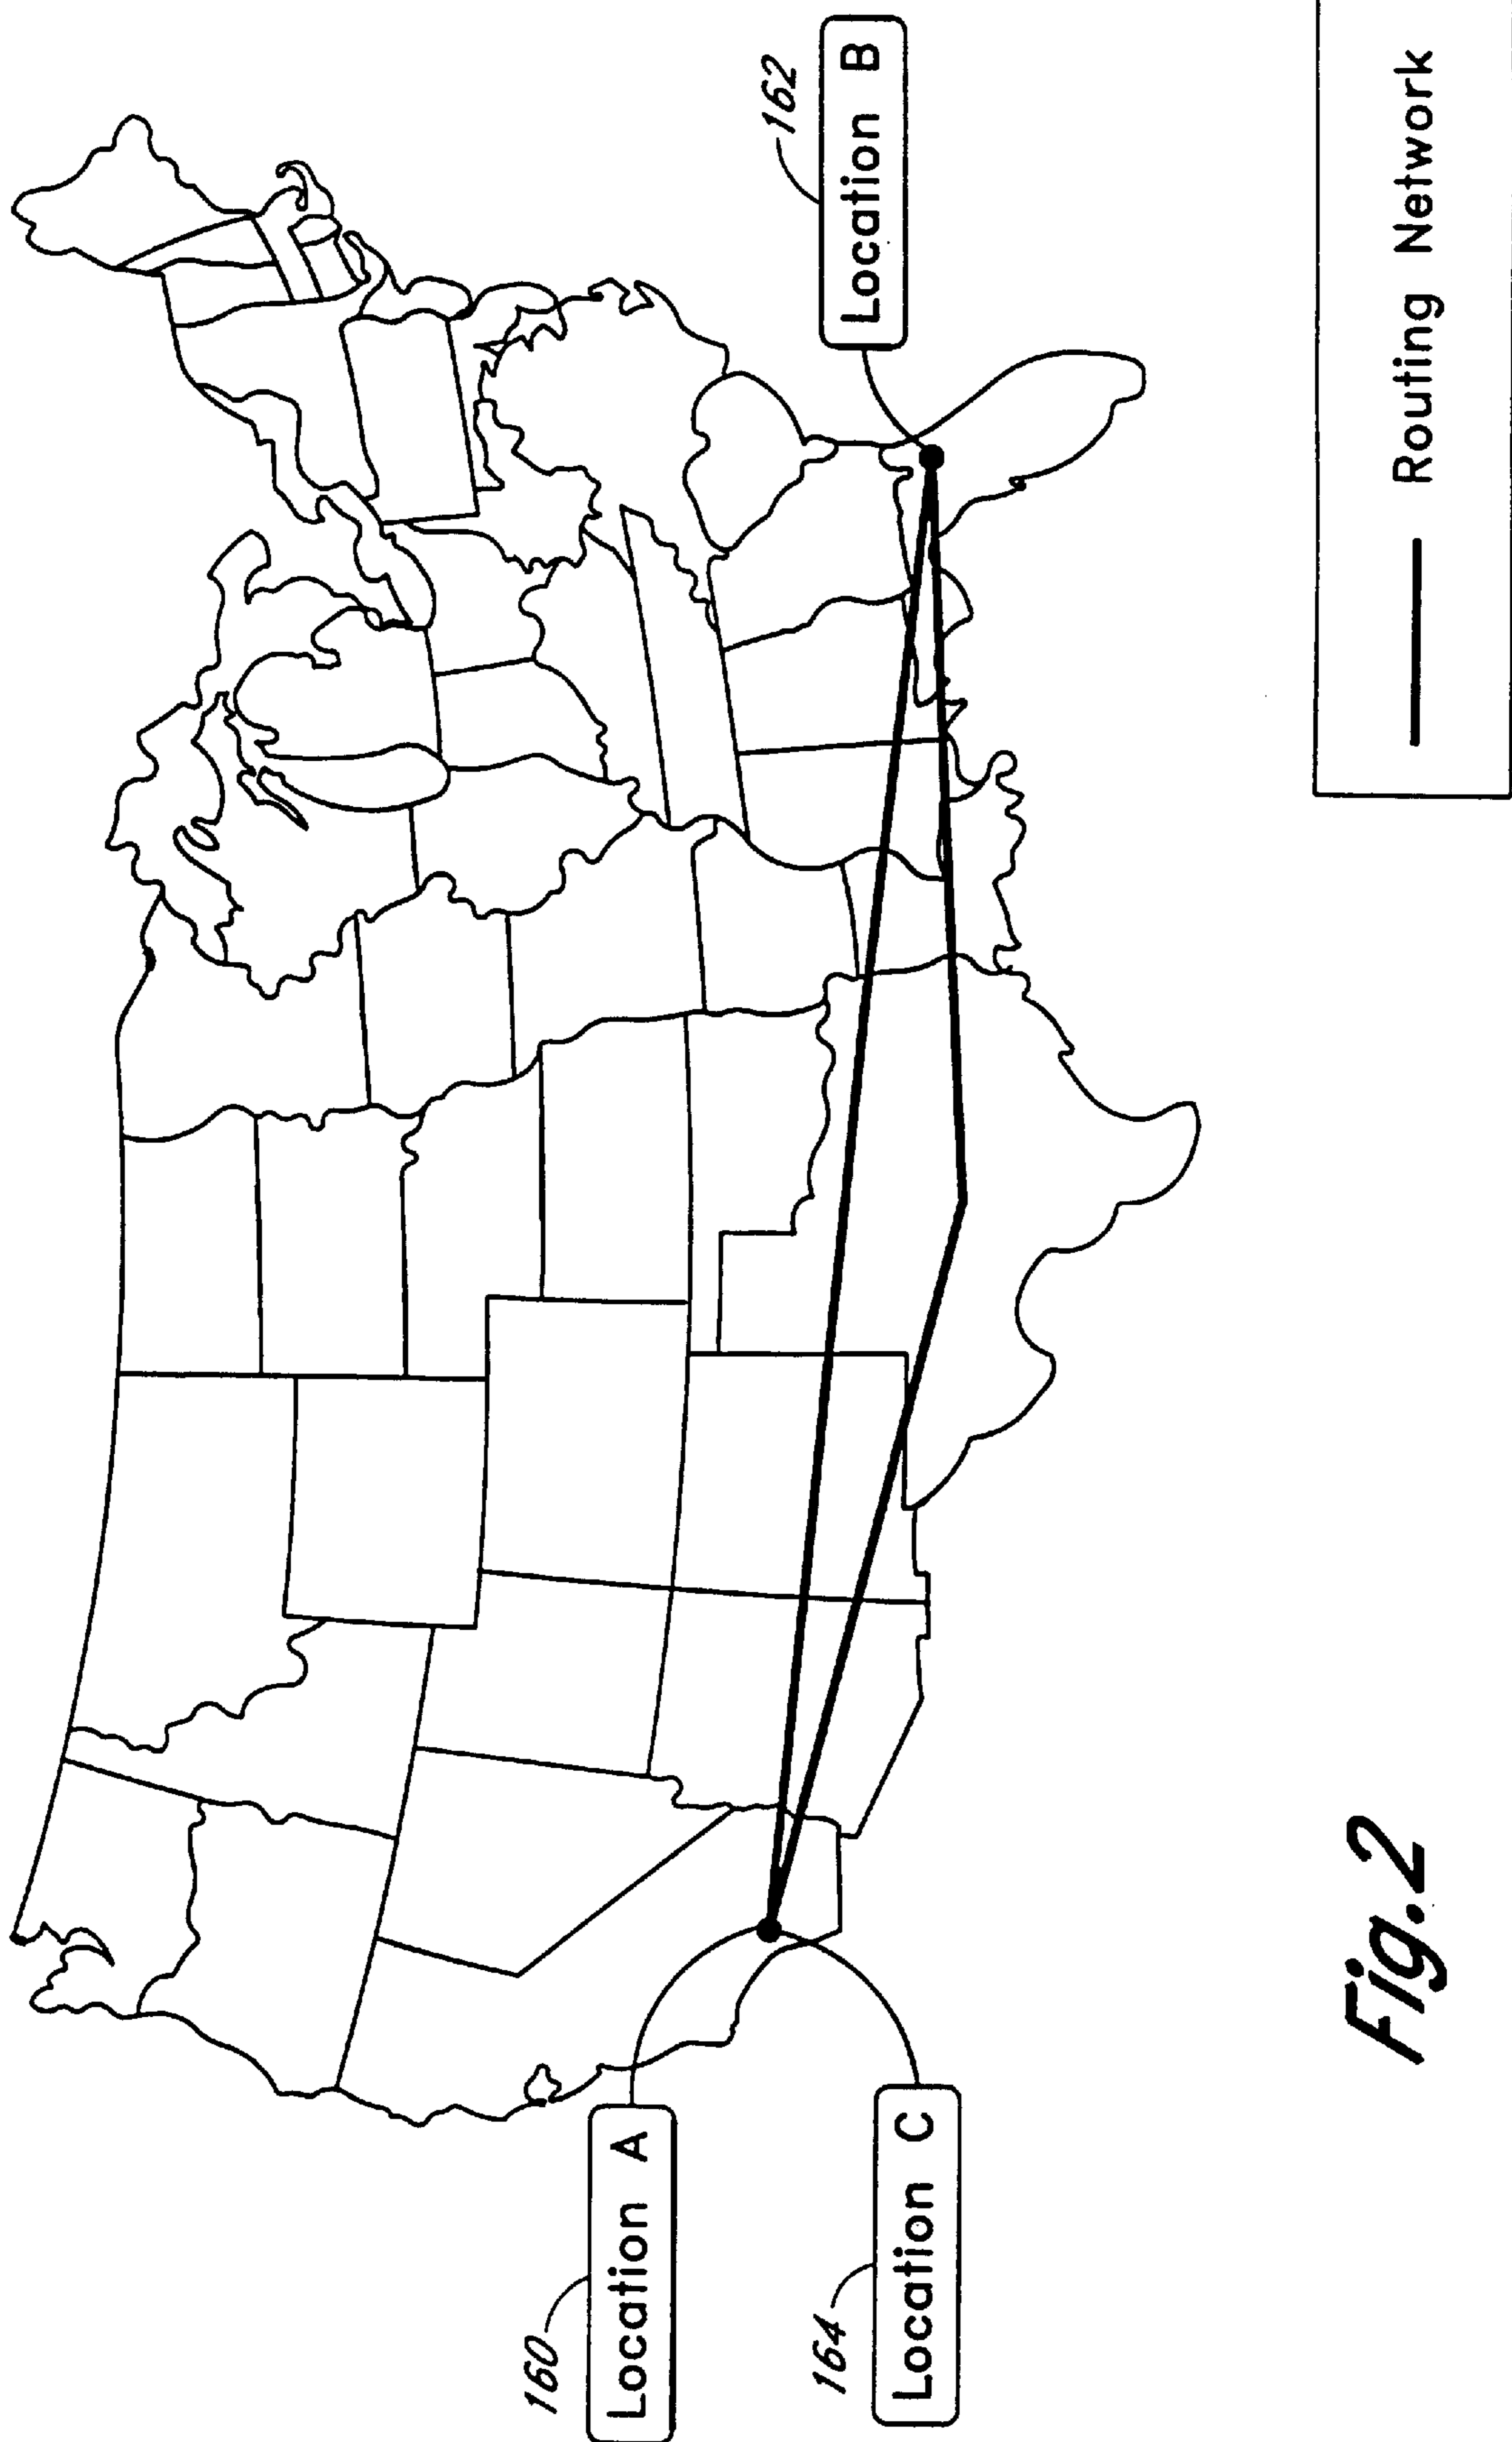 160
Location A
164
Location C
162
Location B
Routing Network
Fig.2